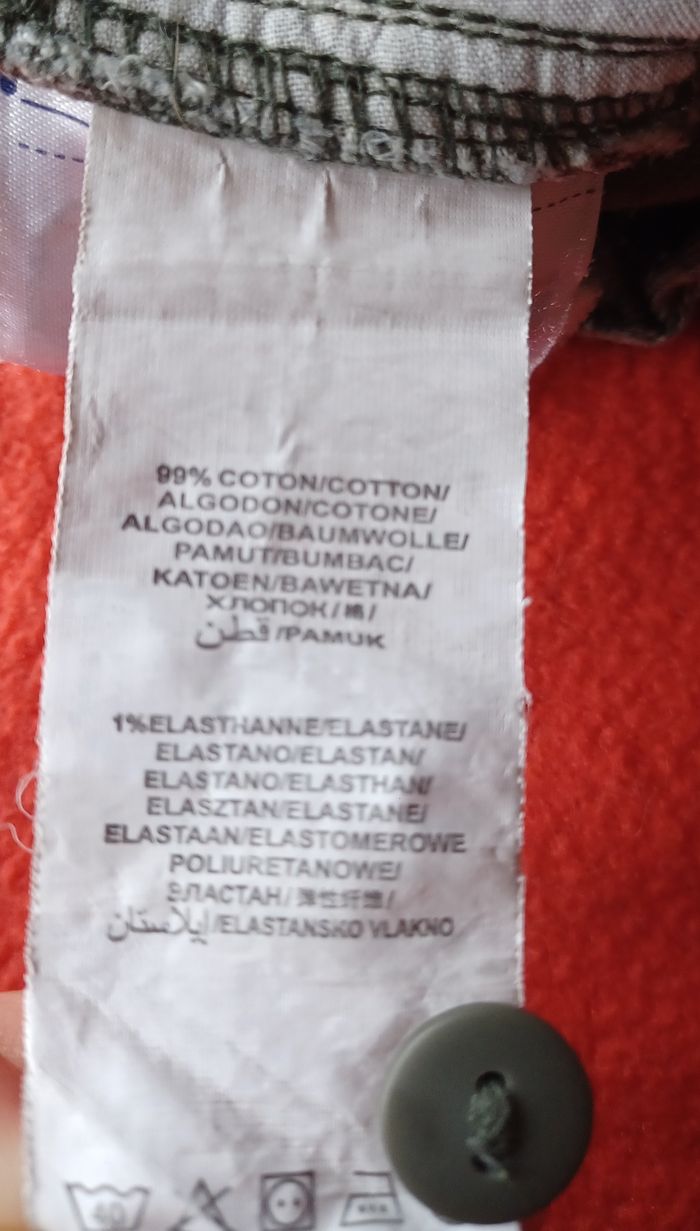 99% COTON/COTTON/
ALGODON/COTONE/
ALGODAO/BAUMWOLLE/
PAMUT/BUMBAC/
KATOEN/BAWETNA/
ХЛОПОК/棉/
قطن/PAMUK
1%ELASTHANNE/ELASTANE/
ELASTANO/ELASTAN/
ELASTANO/ELASTHAN/
ELASZTAN/ELASTANE/
ELASTAAN/ELASTOMEROWE
POLIURETANOWE/
ЭЛАСТАН/弹性纤维/
إيلاستان/ELASTANSKO VLAKNO
40